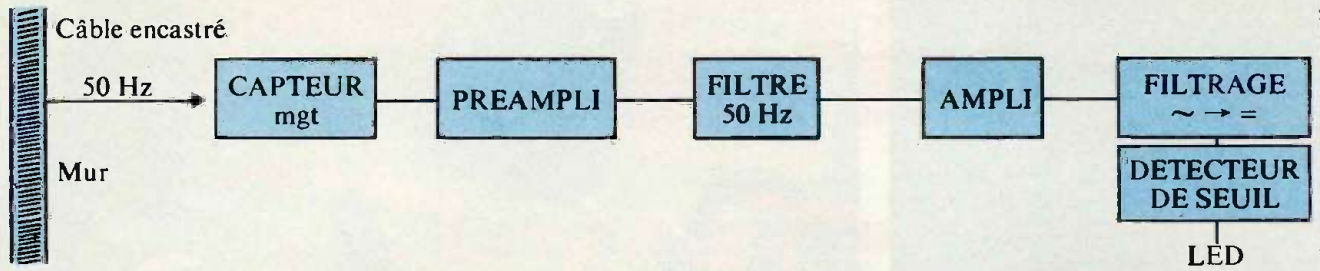 Câble encastré
50 Hz
Mur
CAPTEUR
mgt
PREAMPLI
FILTRE
50 Hz
AMPLI
FILTRAGE
~ → =
DETECTEUR
DE SEUIL
LED